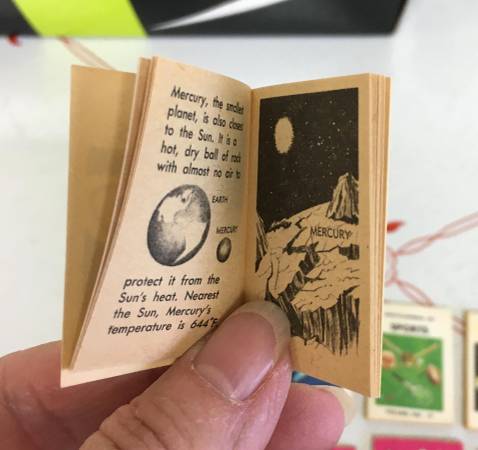 Mercury, the smallest
planet, is also closest
to the Sun. It is a
hot, dry ball of rock
with almost no air to
EARTH
MERCURY
protect it from the
Sun's heat. Nearest
the Sun, Mercury's
temperature is 644°F
MERCURY
SPORTS